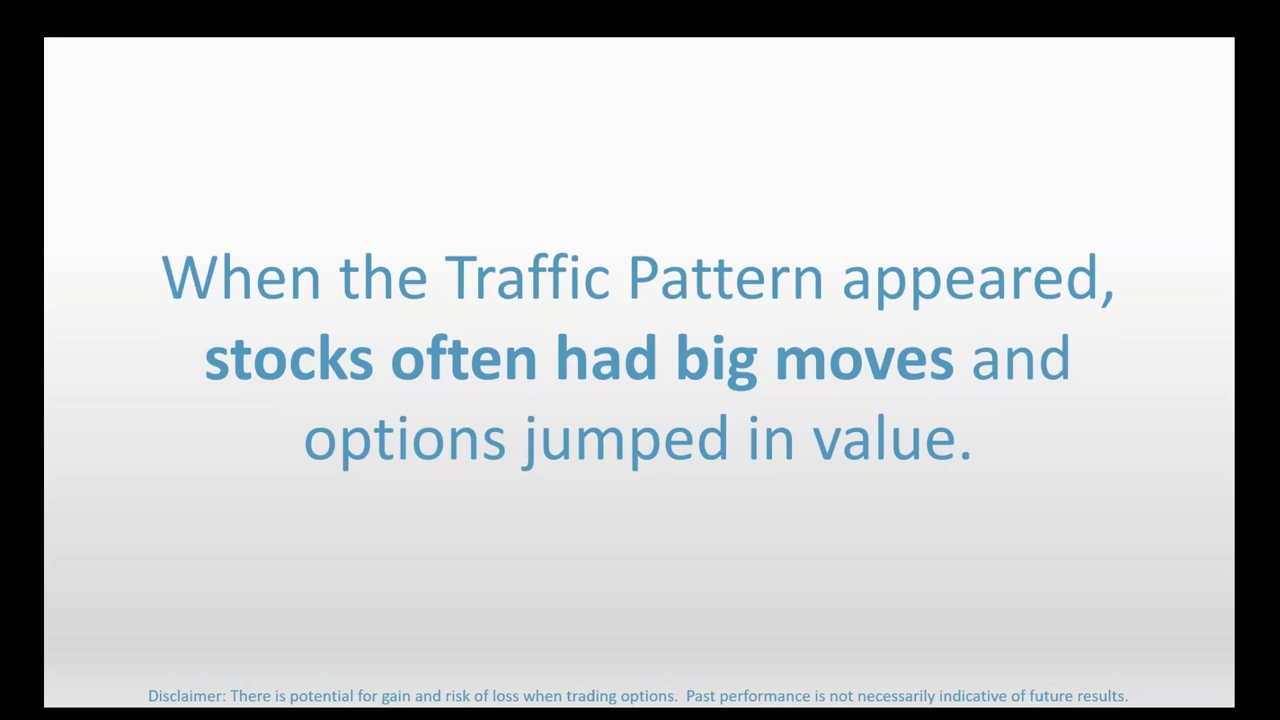 When the Traffic Pattern appeared,
stocks often had big moves and
options jumped in value.
Disclaimer: There is potential for gain and risk of loss when trading options.  Past performance is not necessarily indicative of future results.